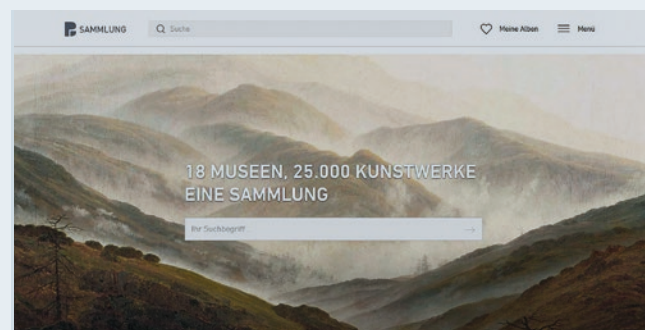 SAMMLUNG
Suche
Meine Alben
Menü
18 MUSEEN, 25.000 KUNSTWERKE
EINE SAMMLUNG
Ihr Suchbegriff